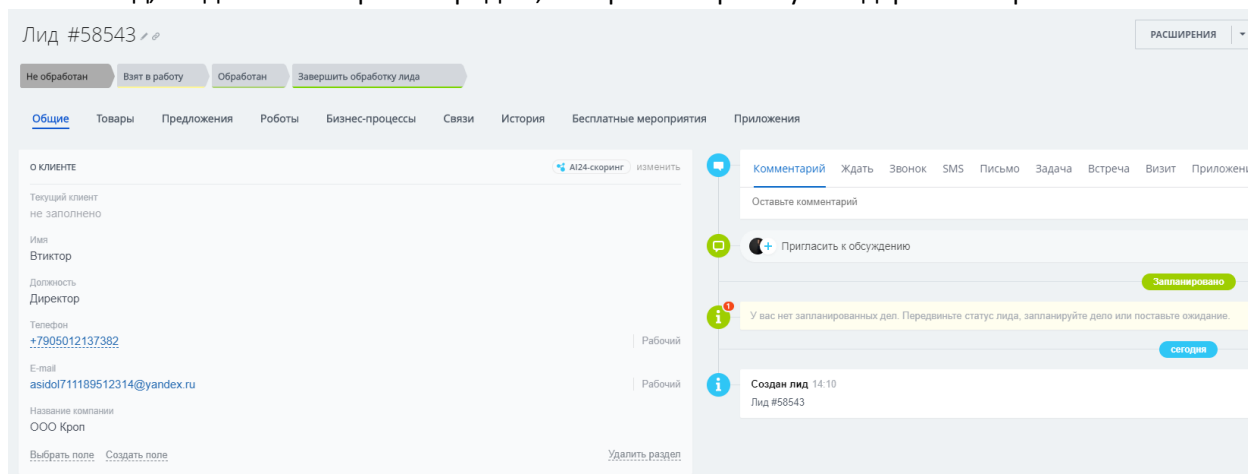 Лид #58543
РАСШИРЕНИЯ
Не обработан
Взят в работу
Обработан
Завершить обработку лида
Общие Товары Предложения Роботы Бизнес-процессы Связи История Бесплатные мероприятия Приложения
О КЛИЕНТЕ
AI24-скоринг изменить
Текущий клиент
не заполнено
Имя
Втиктор
Должность
Директор
Телефон
+7905012137382 Рабочий
E-mail
asidol711189512314@yandex.ru Рабочий
Название компании
ООО Кроп
Выбрать поле Создать поле Удалить раздел
Комментарий Ждать Звонок SMS Письмо Задача Встреча Визит Приложени
Оставьте комментарий
Пригласить к обсуждению
Запланировано
1
У вас нет запланированных дел. Передвиньте статус лида, запланируйте дело или поставьте ожидание.
сегодня
Создан лид 14:10
Лид #58543